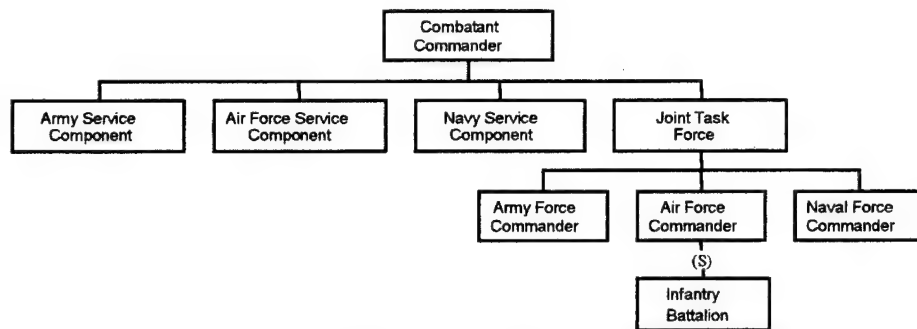 Combatant
Commander
Army Service
Component
Air Force Service
Component
Navy Service
Component
Joint Task
Force
Army Force
Commander
Air Force
Commander
Naval Force
Commander
(S)
Infantry
Battalion